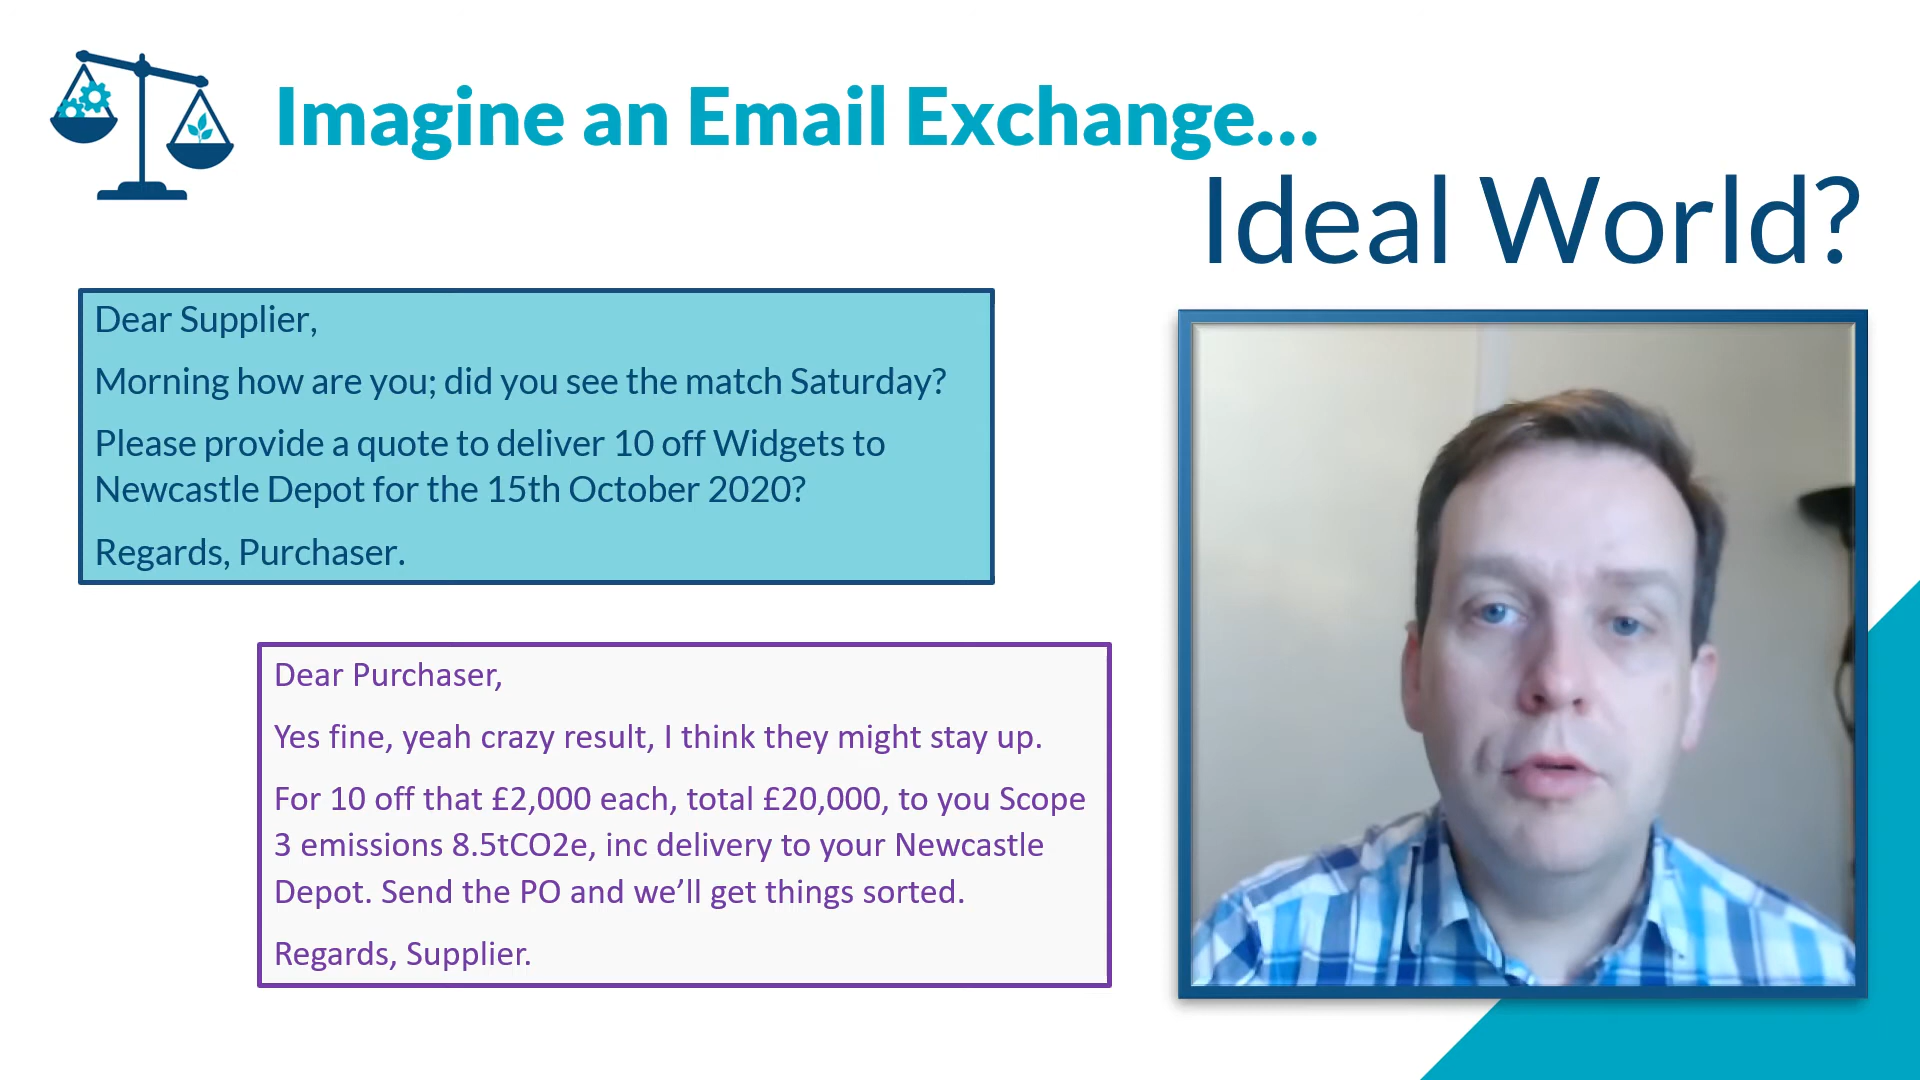 Imagine an Email Exchange...
Ideal World?
Dear Supplier,
Morning how are you; did you see the match Saturday?
Please provide a quote to deliver 10 off Widgets to
Newcastle Depot for the 15th October 2020?
Regards, Purchaser.
Dear Purchaser,
Yes fine, yeah crazy result, I think they might stay up.
For 10 off that £2,000 each, total £20,000, to you Scope
3 emissions 8.5tCO2e, inc delivery to your Newcastle
Depot. Send the PO and we’ll get things sorted.
Regards, Supplier.